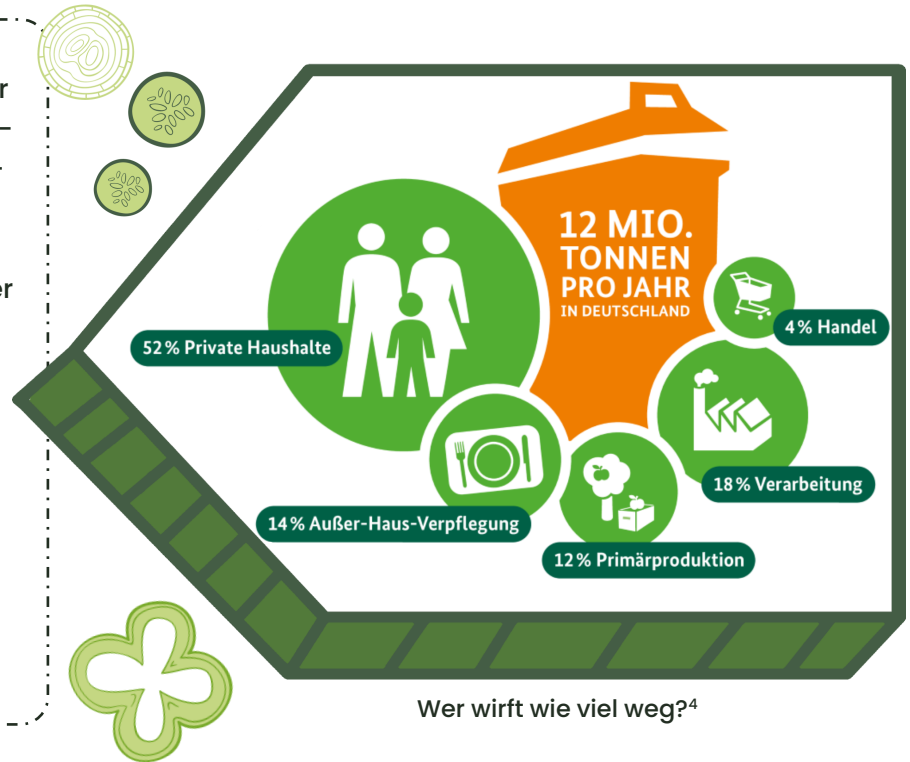 r
er
12 MIO.
TONNEN
PRO JAHR
IN DEUTSCHLAND
4 % Handel
52 % Private Haushalte
18 % Verarbeitung
14 % Außer-Haus-Verpflegung
12 % Primärproduktion
Wer wirft wie viel weg?⁴